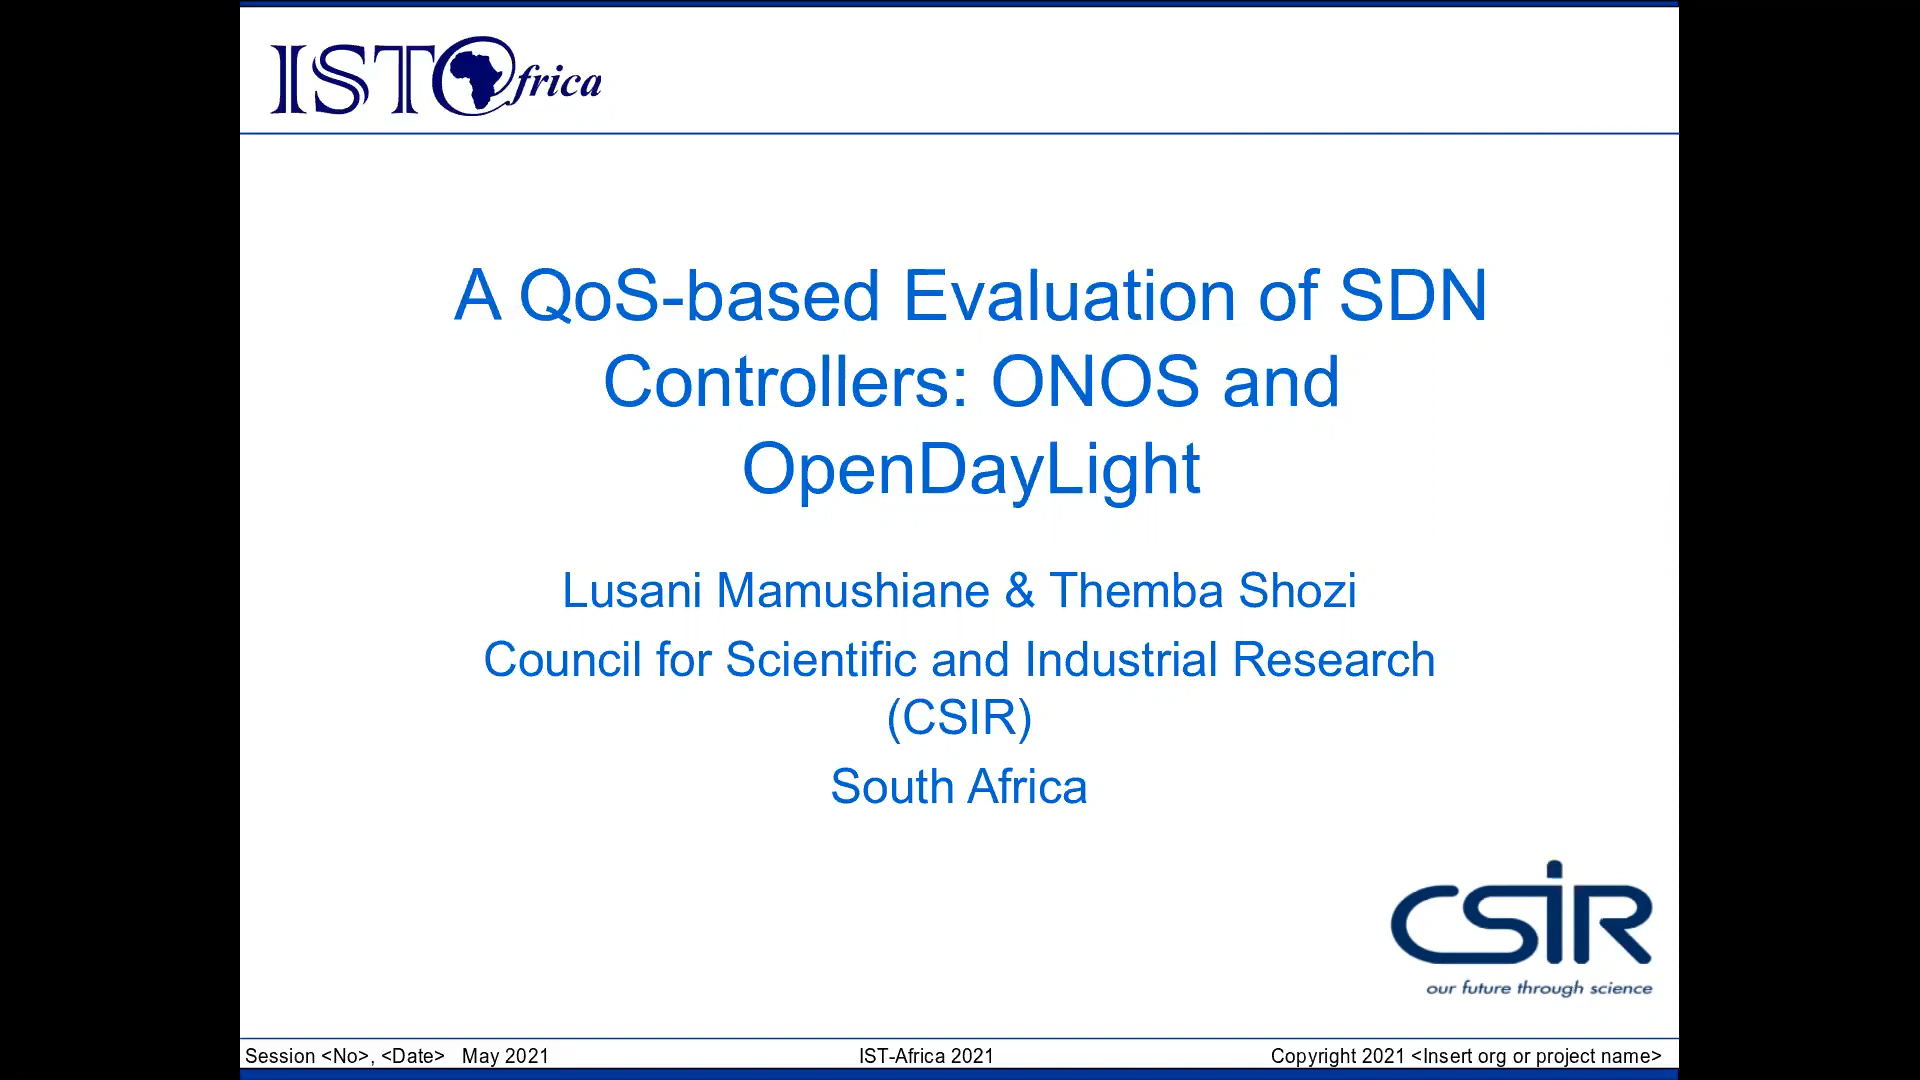 IST@frica
A QoS-based Evaluation of SDN
Controllers: ONOS and
OpenDayLight
Lusani Mamushiane & Themba Shozi
Council for Scientific and Industrial Research
(CSIR)
South Africa
CSIR
our future through science
Session <No>, <Date> May 2021 IST-Africa 2021 Copyright 2021 <Insert org or project name>